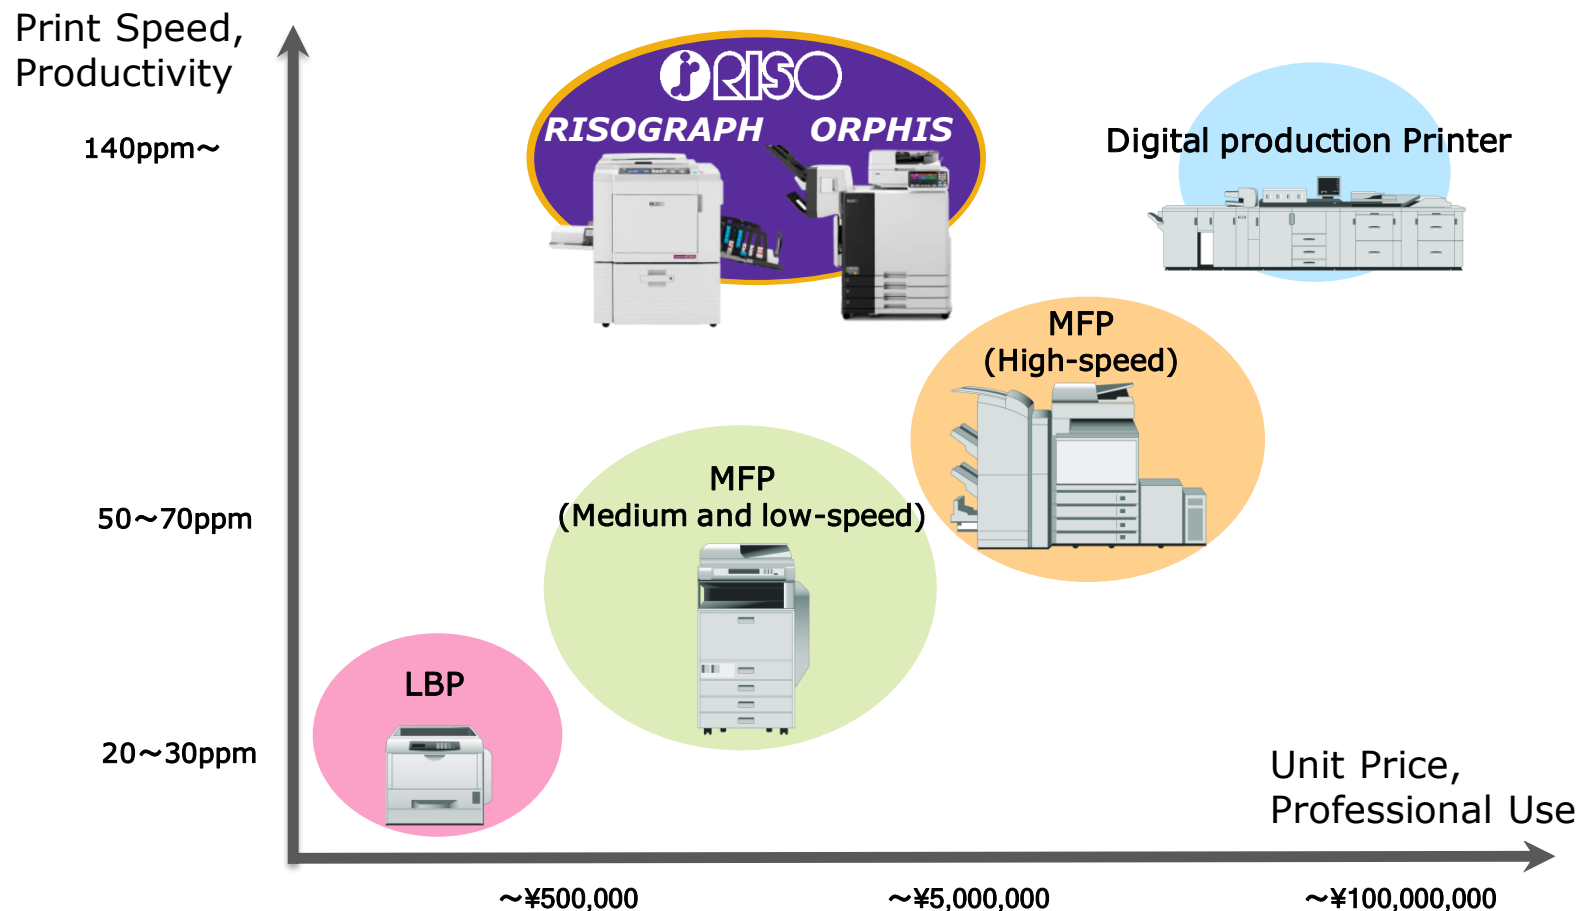 Print Speed,
Productivity
RISO
RISOGRAPH
ORPHIS
140ppm～
Digital production Printer
MFP
(High-speed)
MFP
(Medium and low-speed)
50～70ppm
LBP
20～30ppm
Unit Price,
Professional Use
～¥500,000
～¥5,000,000
～¥100,000,000